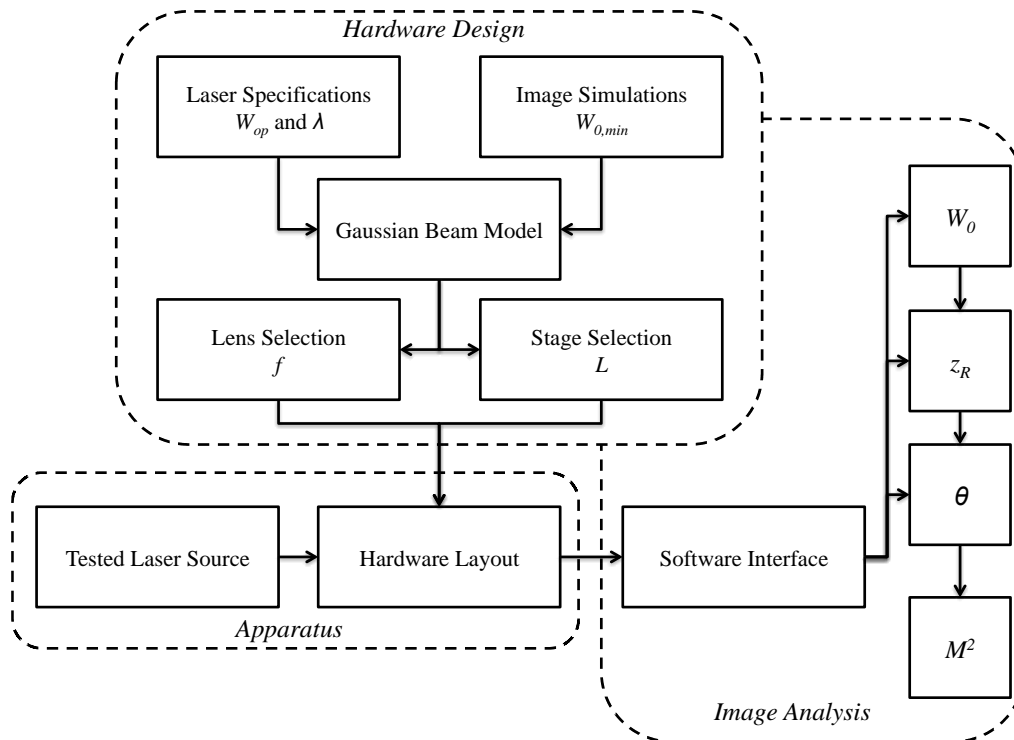 Hardware Design
Laser Specifications
W_op and λ
Image Simulations
W_0,min
Gaussian Beam Model
Lens Selection
f
Stage Selection
L
W_0
z_R
θ
M²
Tested Laser Source
Hardware Layout
Software Interface
Apparatus
Image Analysis